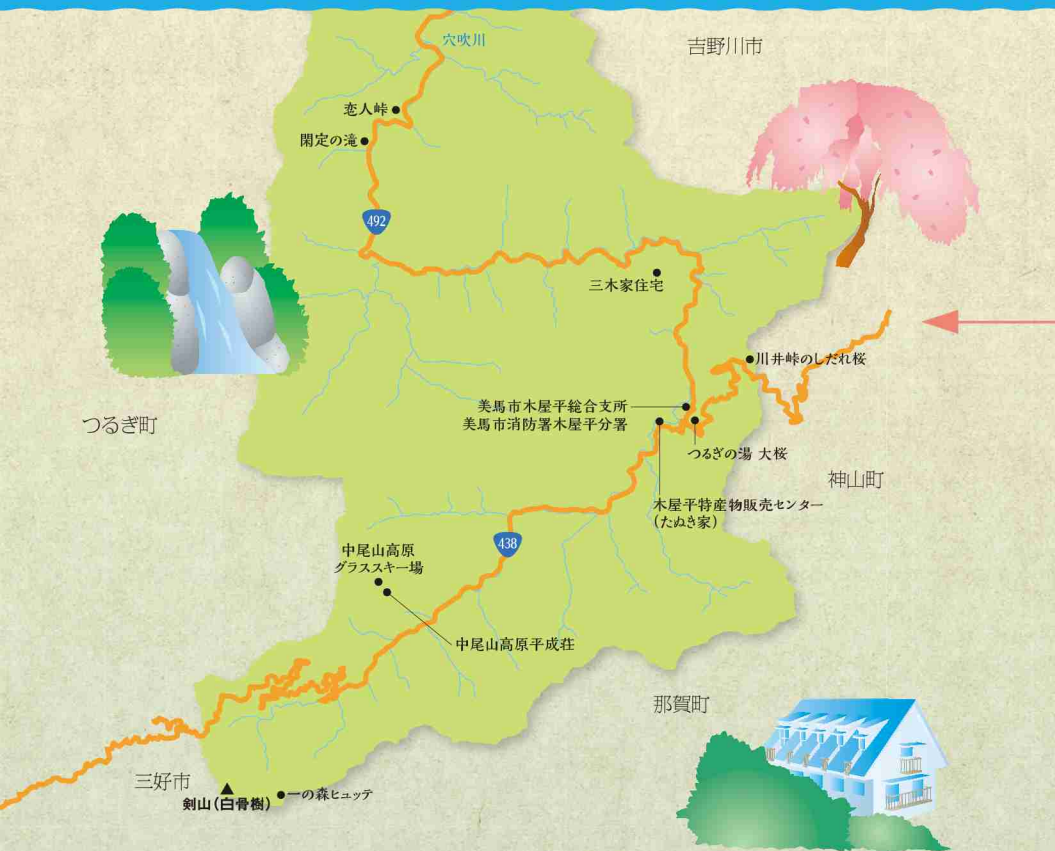 穴吹川
吉野川市
恋人峠
閑定の滝
492
三木家住宅
川井峠のしだれ桜
美馬市木屋平総合支所
美馬市消防署木屋平分署
つるぎ町
つるぎの湯 大桜
神山町
木屋平特産物販売センター
(たぬき家)
438
中尾山高原
グラススキー場
中尾山高原平成荘
那賀町
三好市
剣山(白骨樹)
一の森ヒュッテ